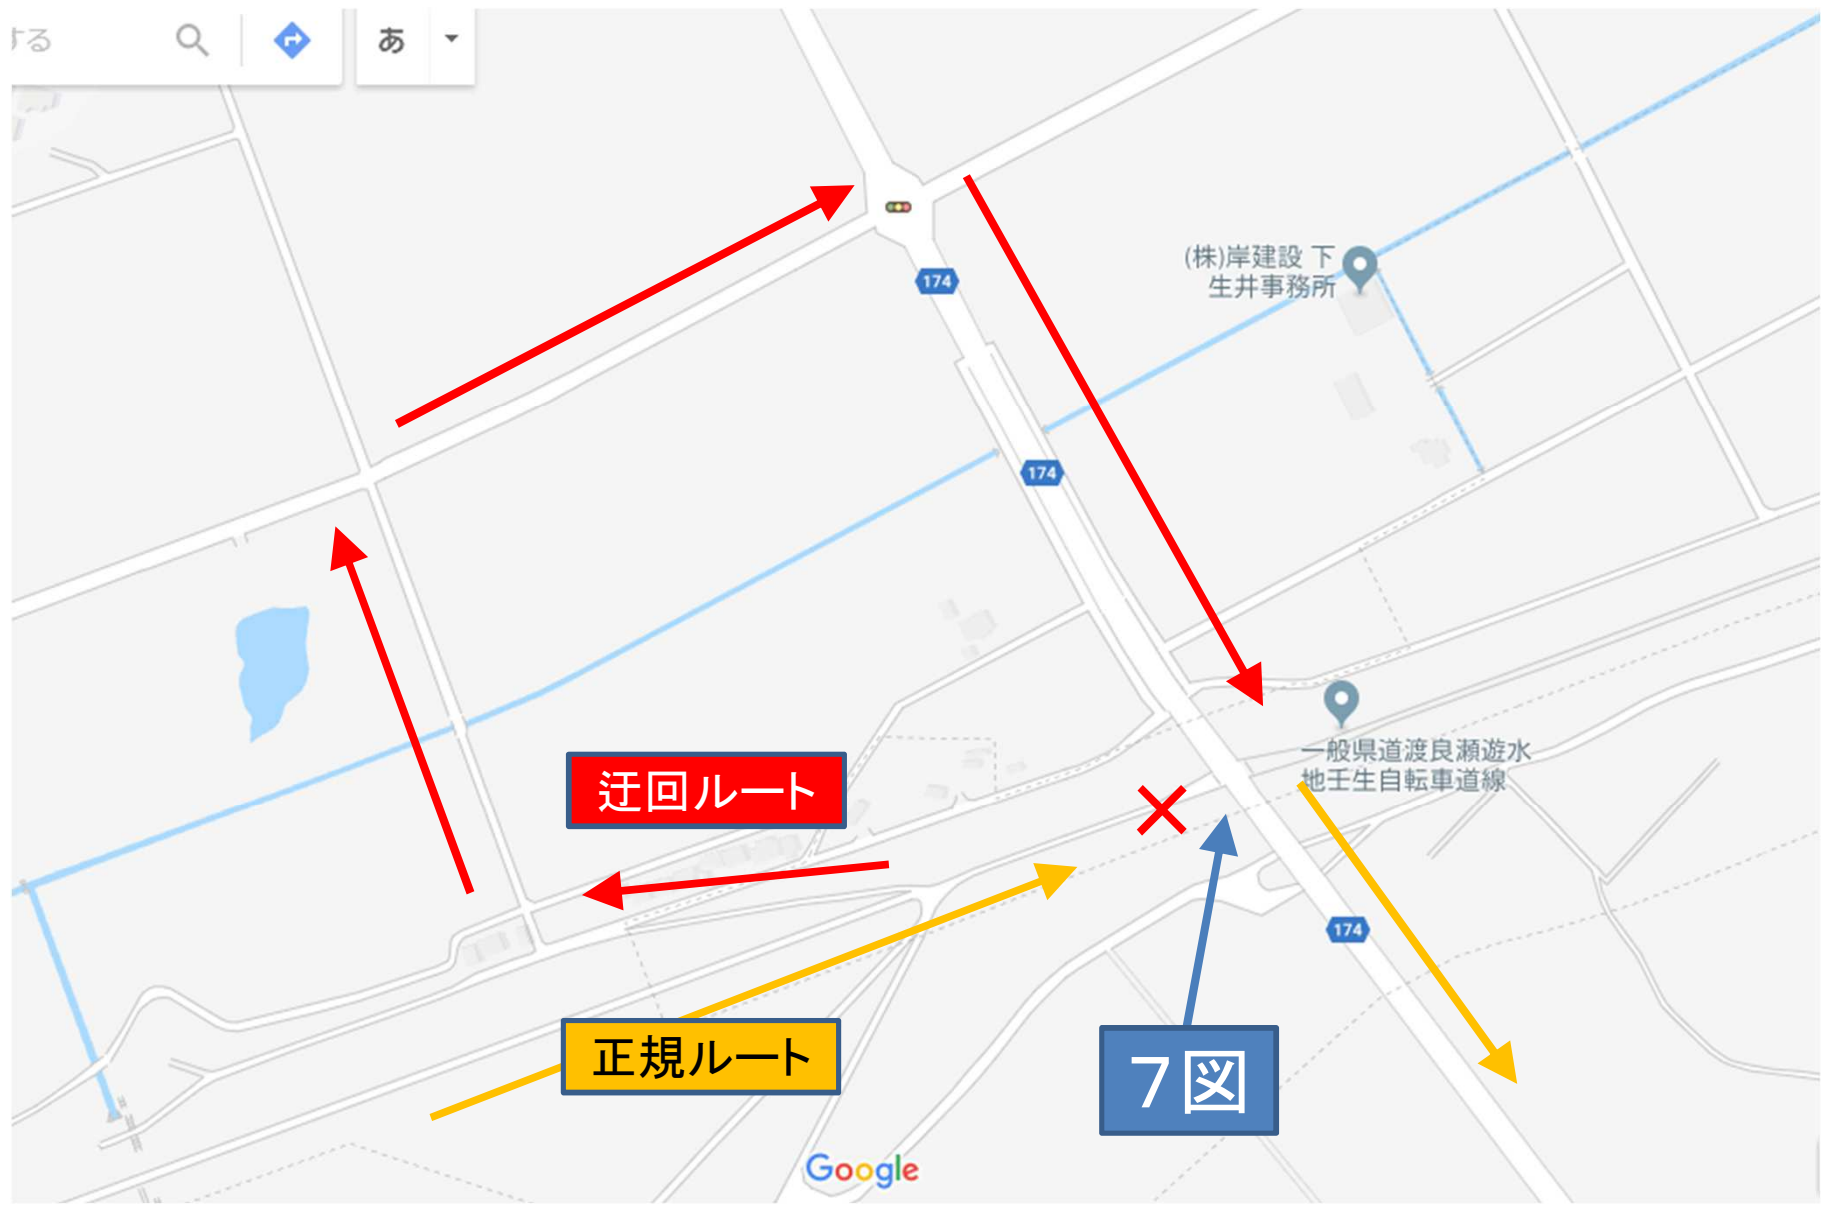 する
あ
(株)岸建設 下
生井事務所
174
174
一般県道渡良瀬遊水
地壬生自転車道線
迂回ルート
174
正規ルート
７図
Google